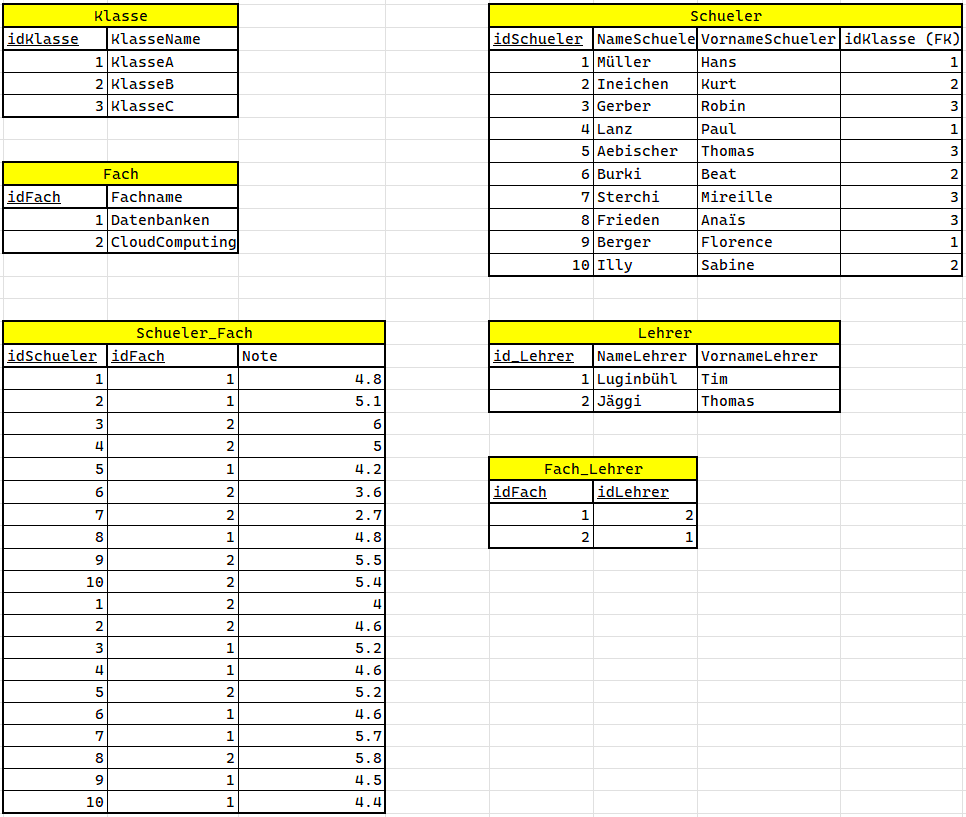 Klasse
idKlasse KlasseName
1 KlasseA
2 KlasseB
3 KlasseC
Fach
idFach Fachname
1 Datenbanken
2 CloudComputing
Schueler_Fach
idSchueler idFach Note
1 1 4.8
2 1 5.1
3 2 6
4 2 5
5 1 4.2
6 2 3.6
7 2 2.7
8 1 4.8
9 2 5.5
10 2 5.4
1 2 4
2 2 4.6
3 1 5.2
4 1 4.6
5 2 5.2
6 1 4.6
7 1 5.7
8 2 5.8
9 1 4.5
10 1 4.4
Schueler
idSchueler NameSchuele VornameSchueler idKlasse (FK)
1 Müller Hans 1
2 Ineichen Kurt 2
3 Gerber Robin 3
4 Lanz Paul 1
5 Aebischer Thomas 3
6 Burki Beat 2
7 Sterchi Mireille 3
8 Frieden Anaïs 3
9 Berger Florence 1
10 Illy Sabine 2
Lehrer
id_Lehrer NameLehrer VornameLehrer
1 Luginbühl Tim
2 Jäggi Thomas
Fach_Lehrer
idFach idLehrer
1 2
2 1